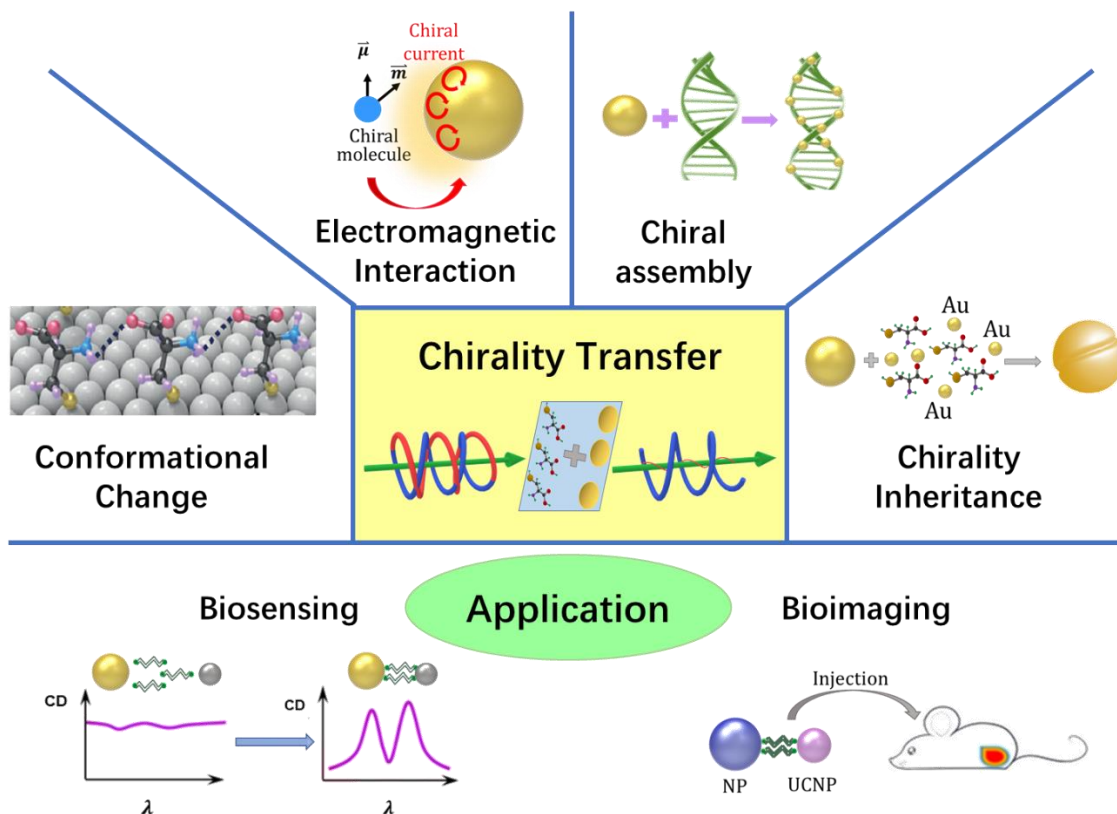 Chiral
current
μ⃗
m⃗
Chiral
molecule
Electromagnetic
Interaction
Chiral
assembly
Conformational
Change
Chirality Transfer
Au
Au
Au
Chirality
Inheritance
Application
Biosensing
CD
λ
CD
λ
Bioimaging
Injection
NP
UCNP